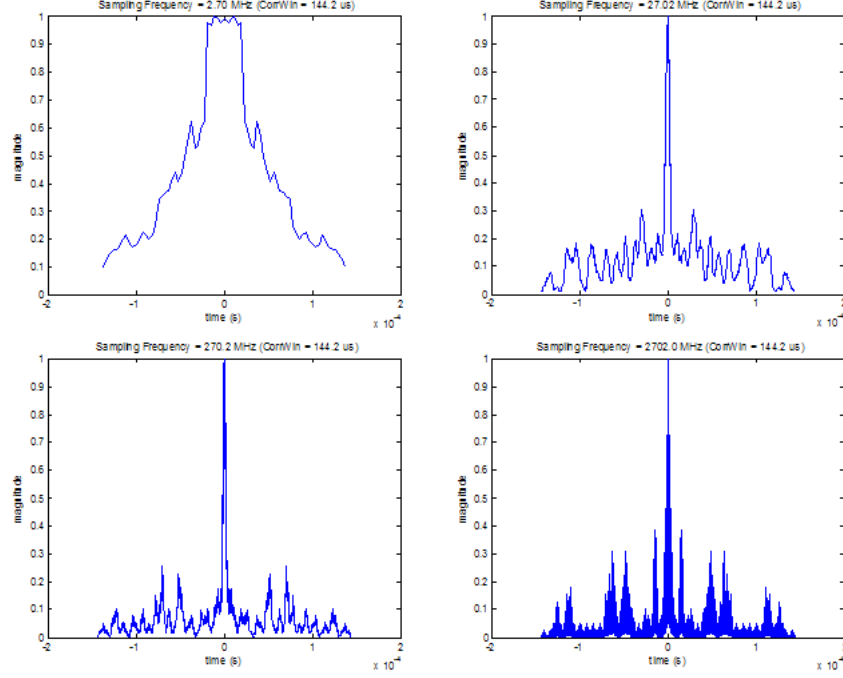 Sampling Frequency = 2.70 MHz (CorrWin = 144.2 us)
1
0.9
0.8
0.7
0.6
0.5
0.4
0.3
0.2
0.1
0
magnitude
-2 -1 0 1 2
time (s)
x 10^-4
Sampling Frequency = 27.02 MHz (CorrWin = 144.2 us)
1
0.9
0.8
0.7
0.6
0.5
0.4
0.3
0.2
0.1
0
magnitude
-2 -1 0 1 2
time (s)
x 10^-4
Sampling Frequency = 270.2 MHz (CorrWin = 144.2 us)
1
0.9
0.8
0.7
0.6
0.5
0.4
0.3
0.2
0.1
0
magnitude
-2 -1 0 1 2
time (s)
x 10^-4
Sampling Frequency = 2702.0 MHz (CorrWin = 144.2 us)
1
0.9
0.8
0.7
0.6
0.5
0.4
0.3
0.2
0.1
0
magnitude
-2 -1 0 1 2
time (s)
x 10^-4